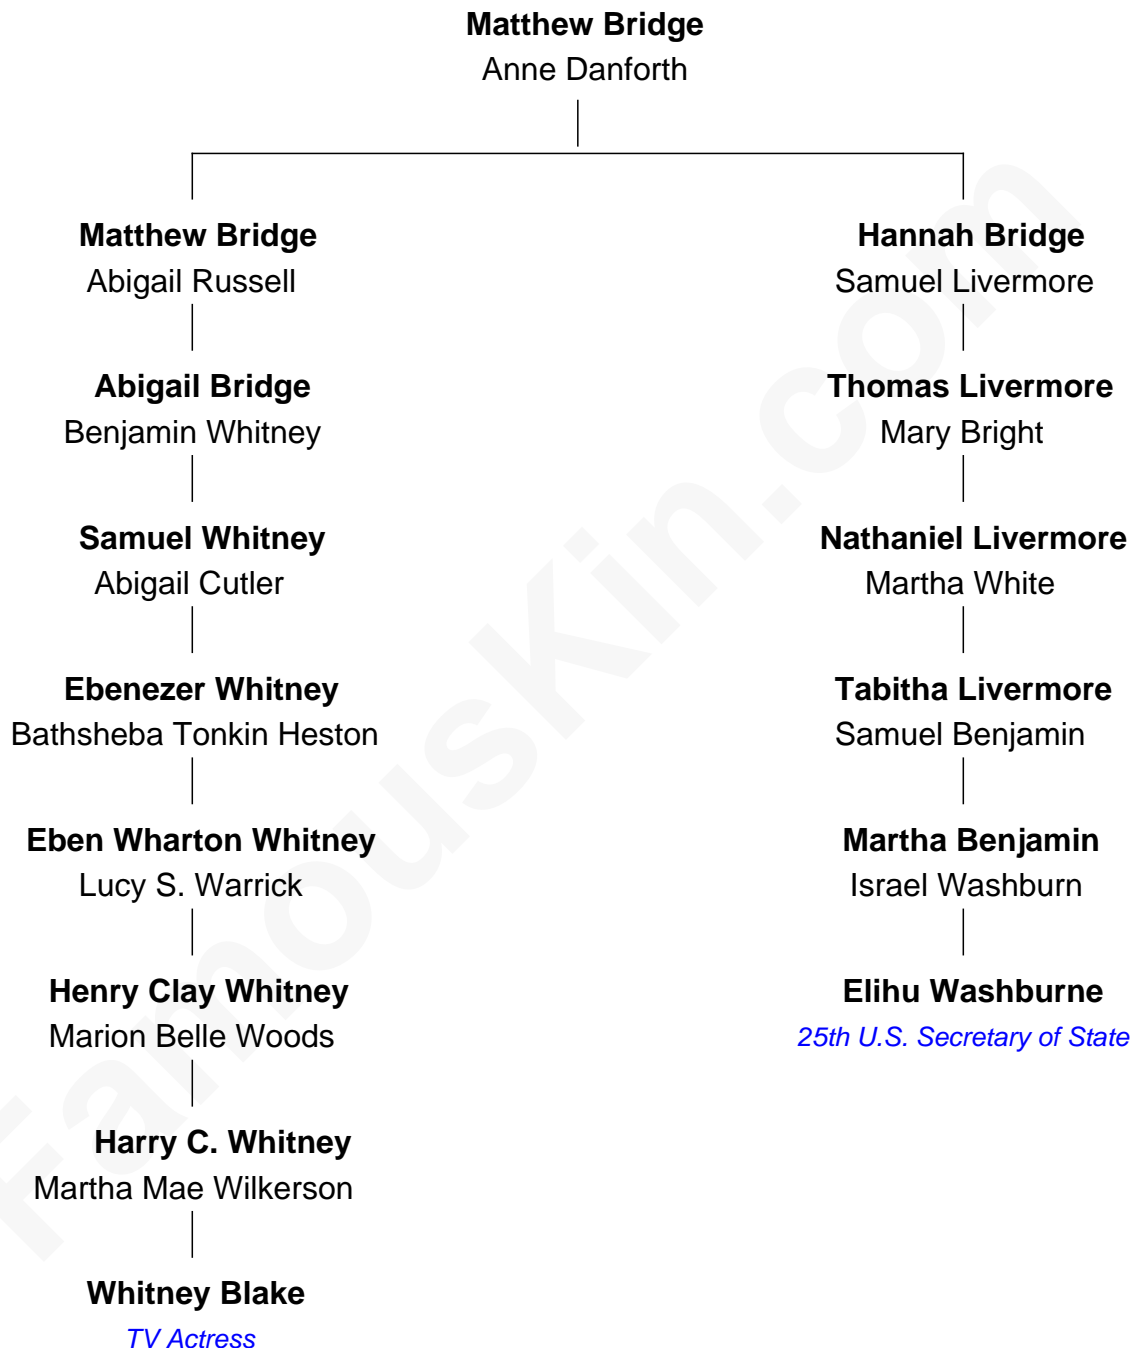 Matthew Bridge
Anne Danforth
Matthew Bridge
Abigail Russell
Hannah Bridge
Samuel Livermore
Abigail Bridge
Benjamin Whitney
Thomas Livermore
Mary Bright
Samuel Whitney
Abigail Cutler
Nathaniel Livermore
Martha White
Ebenezer Whitney
Bathsheba Tonkin Heston
Tabitha Livermore
Samuel Benjamin
Eben Wharton Whitney
Lucy S. Warrick
Martha Benjamin
Israel Washburn
Henry Clay Whitney
Marion Belle Woods
Elihu Washburne
25th U.S. Secretary of State
Harry C. Whitney
Martha Mae Wilkerson
Whitney Blake
TV Actress
FamousKin.com